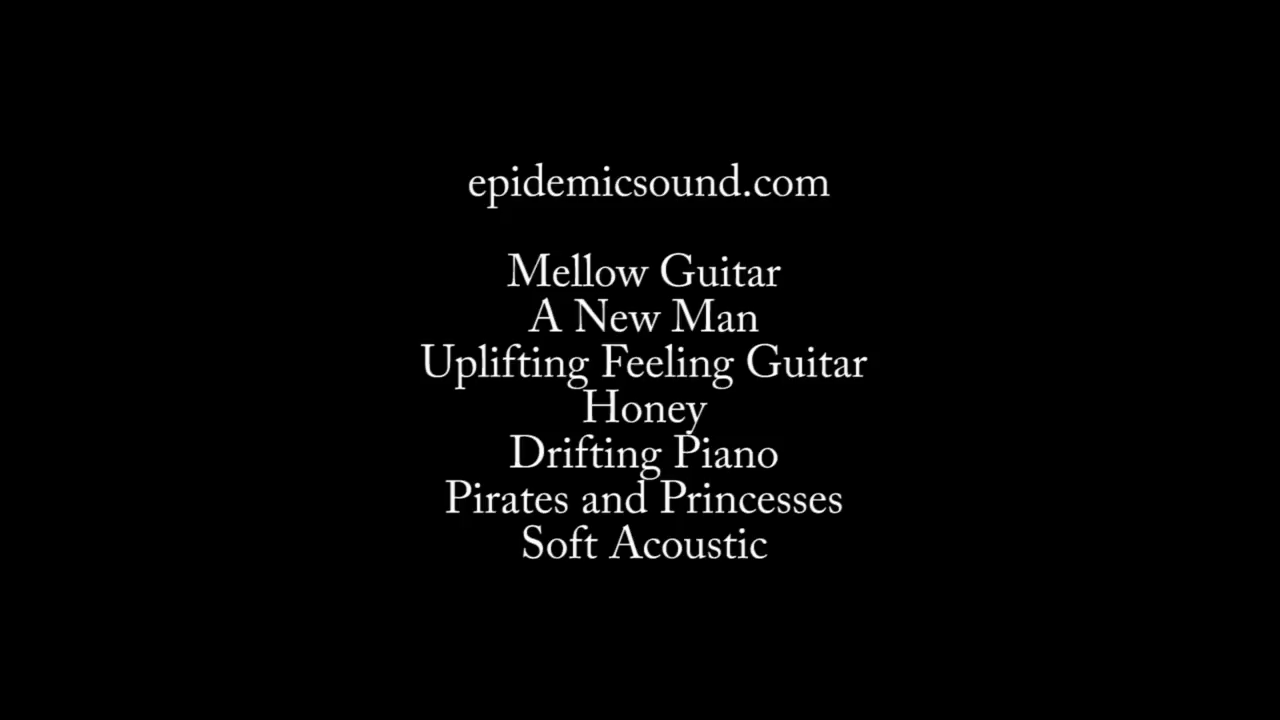 epidemicsound.com
Mellow Guitar
A New Man
Uplifting Feeling Guitar
Honey
Drifting Piano
Pirates and Princesses
Soft Acoustic